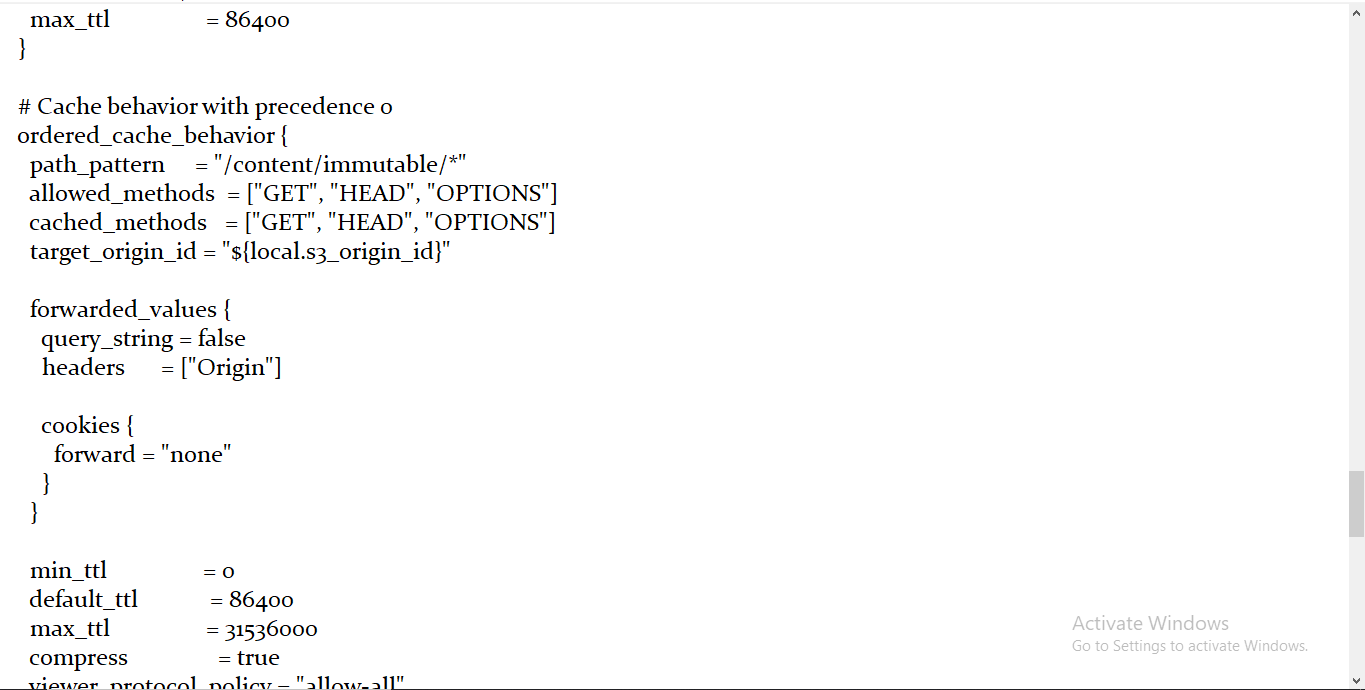 max_ttl = 86400
}
# Cache behavior with precedence 0
ordered_cache_behavior {
path_pattern = "/content/immutable/*"
allowed_methods = ["GET", "HEAD", "OPTIONS"]
cached_methods = ["GET", "HEAD", "OPTIONS"]
target_origin_id = "${local.s3_origin_id}"
forwarded_values {
query_string = false
headers = ["Origin"]
cookies {
forward = "none"
}
}
min_ttl = 0
default_ttl = 86400
max_ttl = 31536000
compress = true
viewer_protocol_policy = "allow-all"
Activate Windows
Go to Settings to activate Windows.